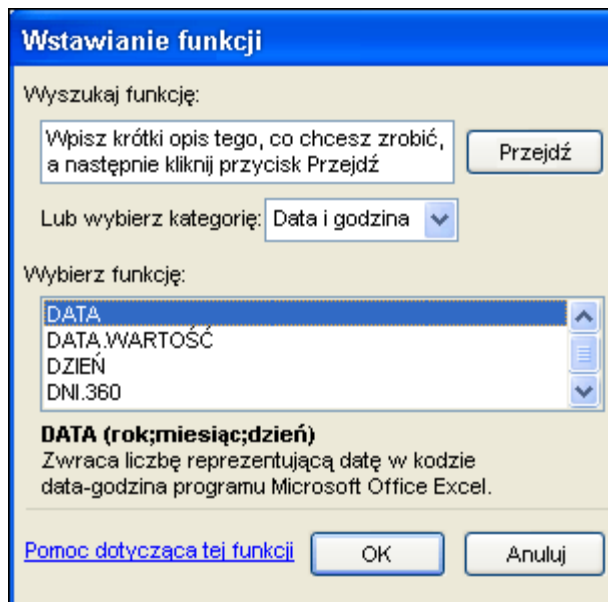 Wstawianie funkcji
Wyszukaj funkcję:
Wpisz krótki opis tego, co chcesz zrobić,
a następnie kliknij przycisk Przejdź
Przejdź
Lub wybierz kategorię: Data i godzina
Wybierz funkcję:
DATA
DATA.WARTOŚĆ
DZIEŃ
DNI.360
DATA (rok;miesiąc;dzień)
Zwraca liczbę reprezentującą datę w kodzie
data-godzina programu Microsoft Office Excel.
Pomoc dotycząca tej funkcji OK Anuluj